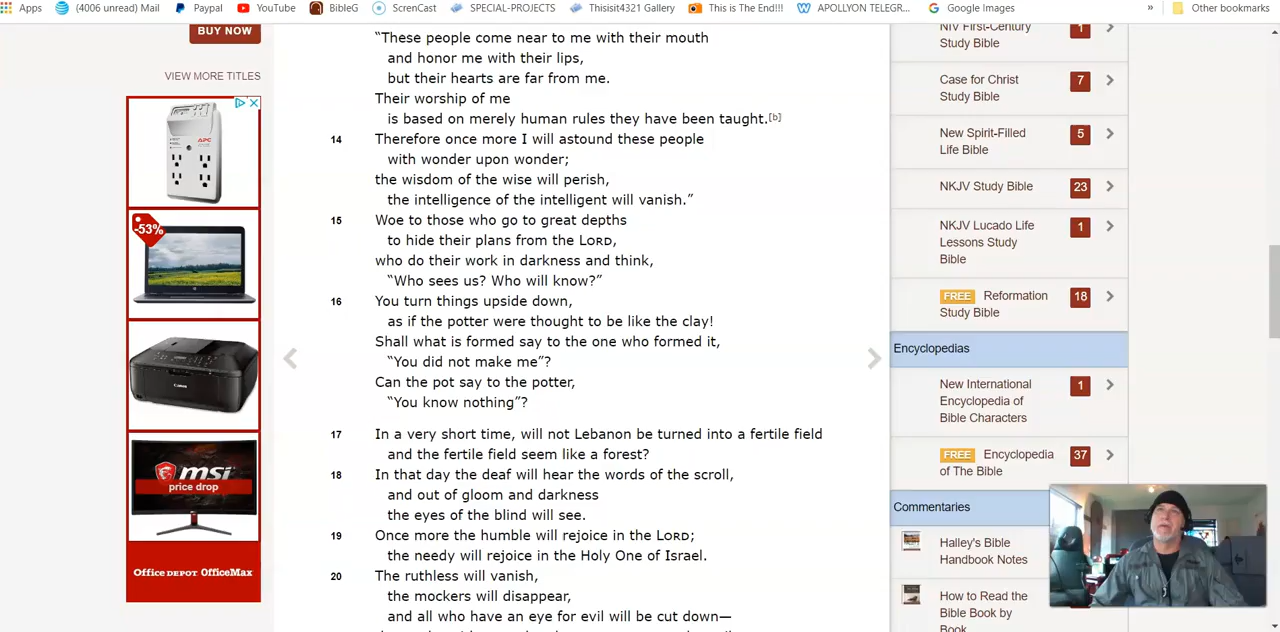 Apps
(4006 unread) Mail
Paypal
YouTube
BibleG
ScrenCast
SPECIAL-PROJECTS
Thisisit4321 Gallery
This is The End!!!
APOLLYON TELEGR...
Google Images
»
Other bookmarks
BUY NOW
VIEW MORE TITLES
APC
-53%
Canon
msi
price drop
Office DEPOT OfficeMax
“These people come near to me with their mouth
and honor me with their lips,
but their hearts are far from me.
Their worship of me
is based on merely human rules they have been taught.[b]
14 Therefore once more I will astound these people
with wonder upon wonder;
the wisdom of the wise will perish,
the intelligence of the intelligent will vanish.”
15 Woe to those who go to great depths
to hide their plans from the LORD,
who do their work in darkness and think,
“Who sees us? Who will know?”
16 You turn things upside down,
as if the potter were thought to be like the clay!
Shall what is formed say to the one who formed it,
“You did not make me”?
Can the pot say to the potter,
“You know nothing”?
17 In a very short time, will not Lebanon be turned into a fertile field
and the fertile field seem like a forest?
18 In that day the deaf will hear the words of the scroll,
and out of gloom and darkness
the eyes of the blind will see.
19 Once more the humble will rejoice in the LORD;
the needy will rejoice in the Holy One of Israel.
20 The ruthless will vanish,
the mockers will disappear,
and all who have an eye for evil will be cut down—
NIV First-Century
Study Bible
1
Case for Christ
Study Bible
7
New Spirit-Filled
Life Bible
5
NKJV Study Bible
23
NKJV Lucado Life
Lessons Study
Bible
1
FREE Reformation
Study Bible
18
Encyclopedias
New International
Encyclopedia of
Bible Characters
1
FREE Encyclopedia
of The Bible
37
Commentaries
Halley's Bible
Handbook Notes
How to Read the
Bible Book by
Book